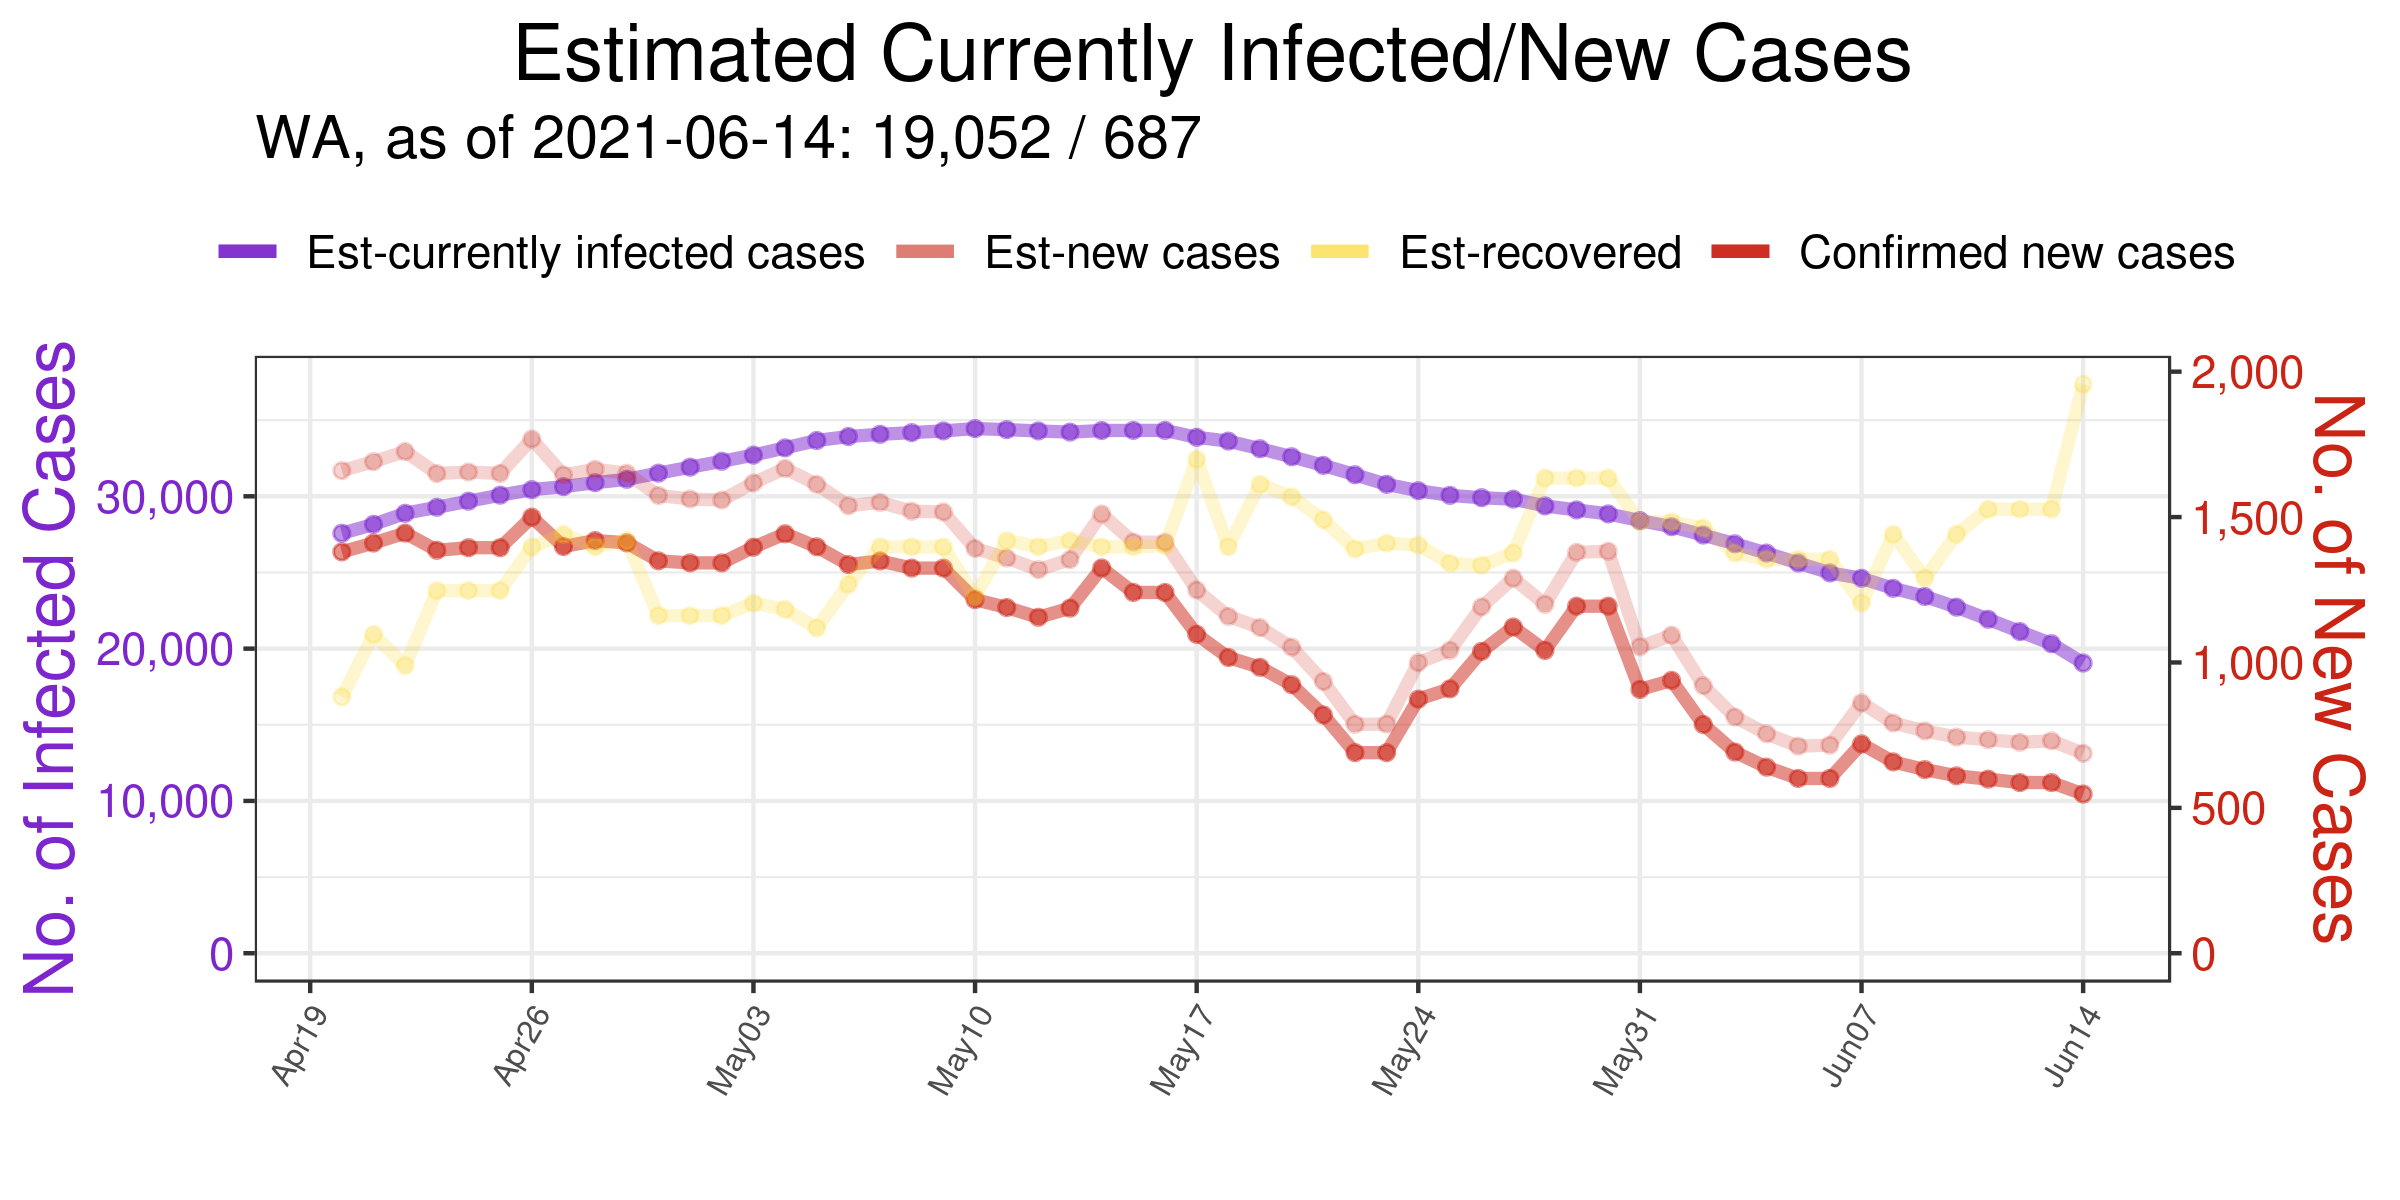 Estimated Currently Infected/New Cases
WA, as of 2021-06-14: 19,052 / 687
Est-currently infected cases Est-new cases Est-recovered Confirmed new cases
No. of Infected Cases
30,000
20,000
10,000
0
2,000
1,500
1,000
500
0
No. of New Cases
Apr19 Apr26 May03 May10 May17 May24 May31 Jun07 Jun14